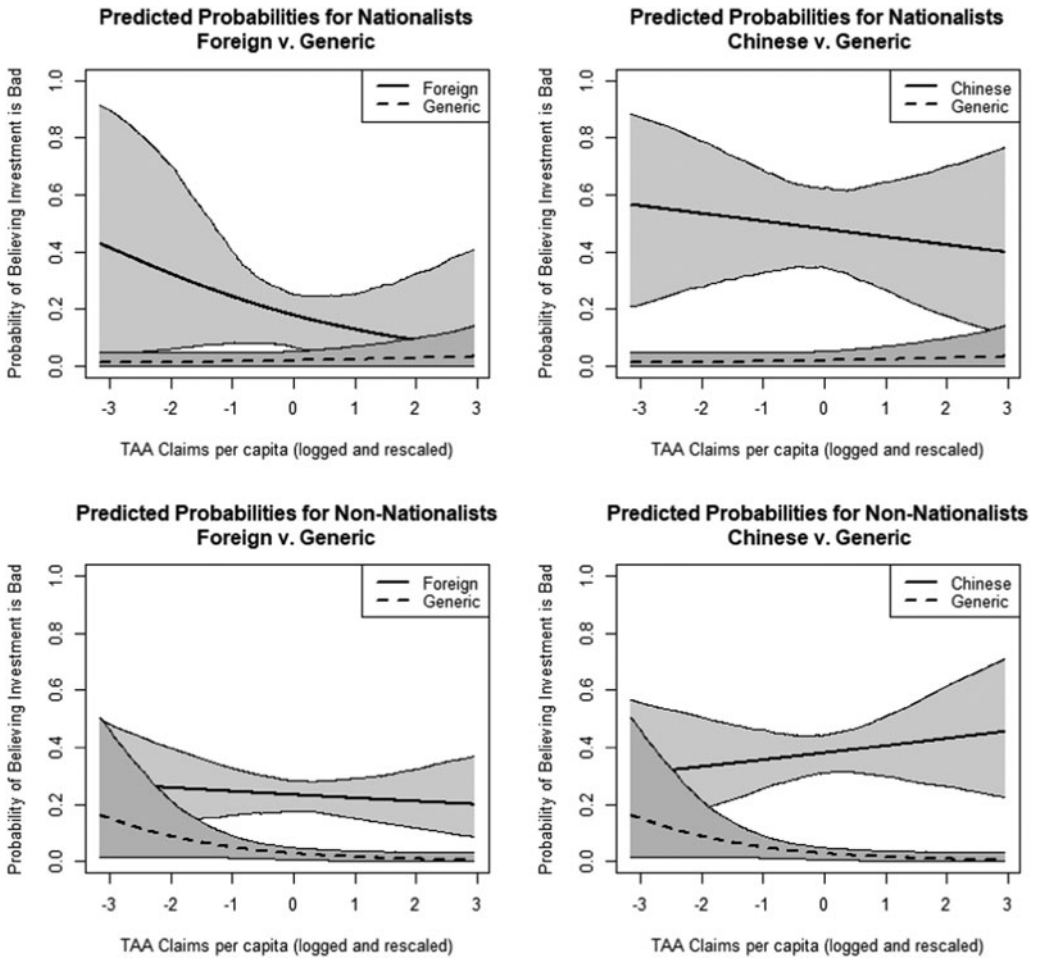 Predicted Probabilities for Nationalists
Foreign v. Generic
Probability of Believing Investment is Bad
1.0
0.8
0.6
0.4
0.2
0.0
Foreign
Generic
-3 -2 -1 0 1 2 3
TAA Claims per capita (logged and rescaled)
Predicted Probabilities for Nationalists
Chinese v. Generic
Probability of Believing Investment is Bad
1.0
0.8
0.6
0.4
0.2
0.0
Chinese
Generic
-3 -2 -1 0 1 2 3
TAA Claims per capita (logged and rescaled)
Predicted Probabilities for Non-Nationalists
Foreign v. Generic
Probability of Believing Investment is Bad
1.0
0.8
0.6
0.4
0.2
0.0
Foreign
Generic
-3 -2 -1 0 1 2 3
TAA Claims per capita (logged and rescaled)
Predicted Probabilities for Non-Nationalists
Chinese v. Generic
Probability of Believing Investment is Bad
1.0
0.8
0.6
0.4
0.2
0.0
Chinese
Generic
-3 -2 -1 0 1 2 3
TAA Claims per capita (logged and rescaled)